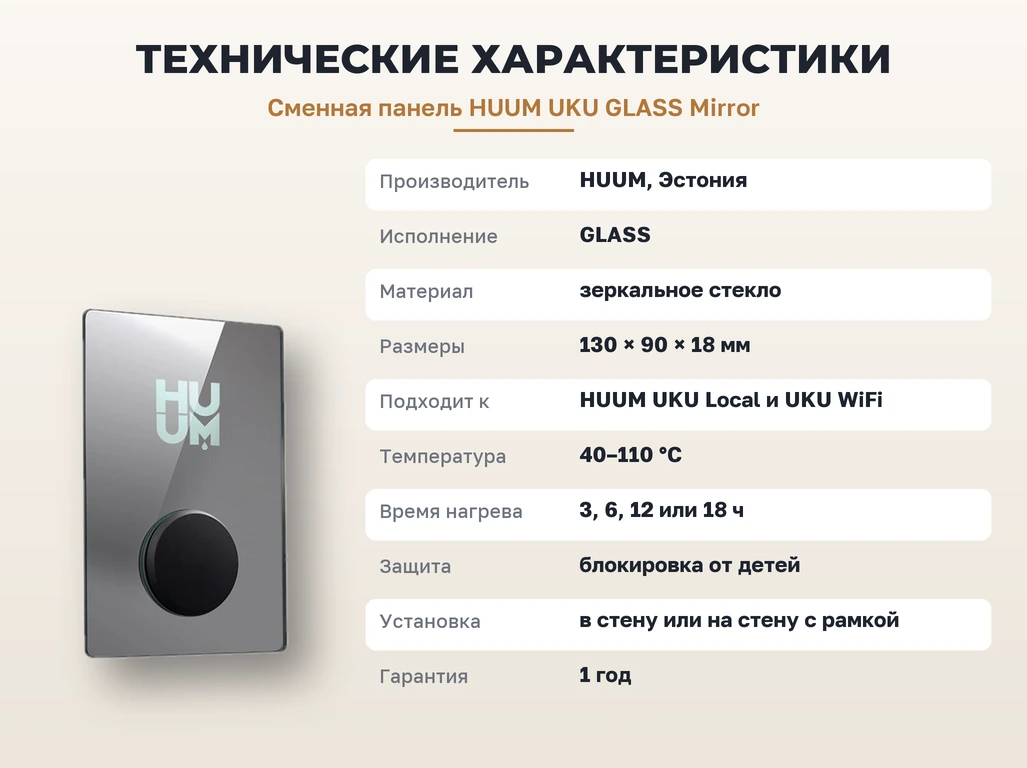 ТЕХНИЧЕСКИЕ ХАРАКТЕРИСТИКИ
Сменная панель HUUM UKU GLASS Mirror
Производитель HUUM, Эстония
Исполнение GLASS
Материал зеркальное стекло
Размеры 130 × 90 × 18 мм
Подходит к HUUM UKU Local и UKU WiFi
Температура 40–110 °C
Время нагрева 3, 6, 12 или 18 ч
Защита блокировка от детей
Установка в стену или на стену с рамкой
Гарантия 1 год
HU
UM